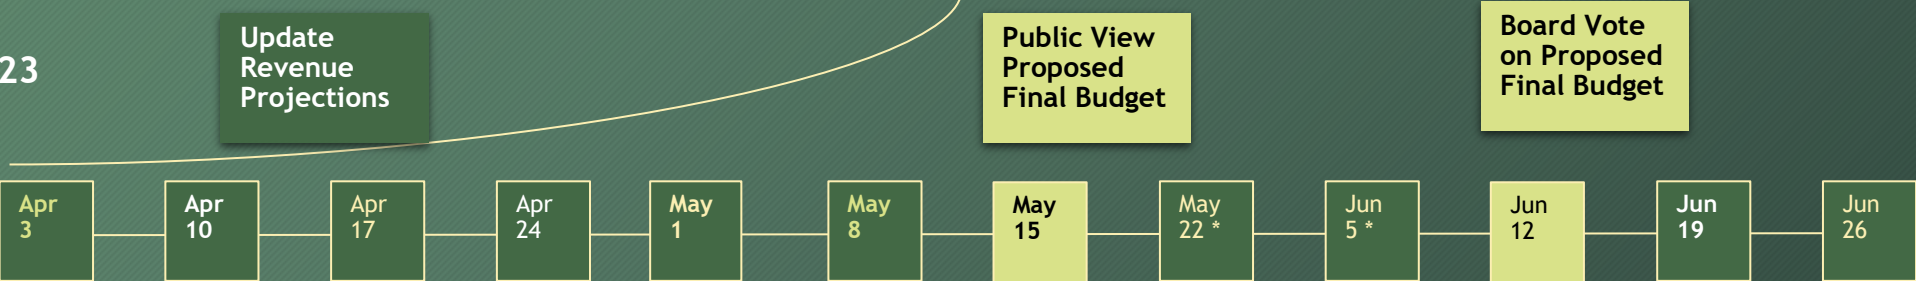 23
Update
Revenue
Projections
Public View
Proposed
Final Budget
Board Vote
on Proposed
Final Budget
Apr
3
Apr
10
Apr
17
Apr
24
May
1
May
8
May
15
May
22 *
Jun
5 *
Jun
12
Jun
19
Jun
26